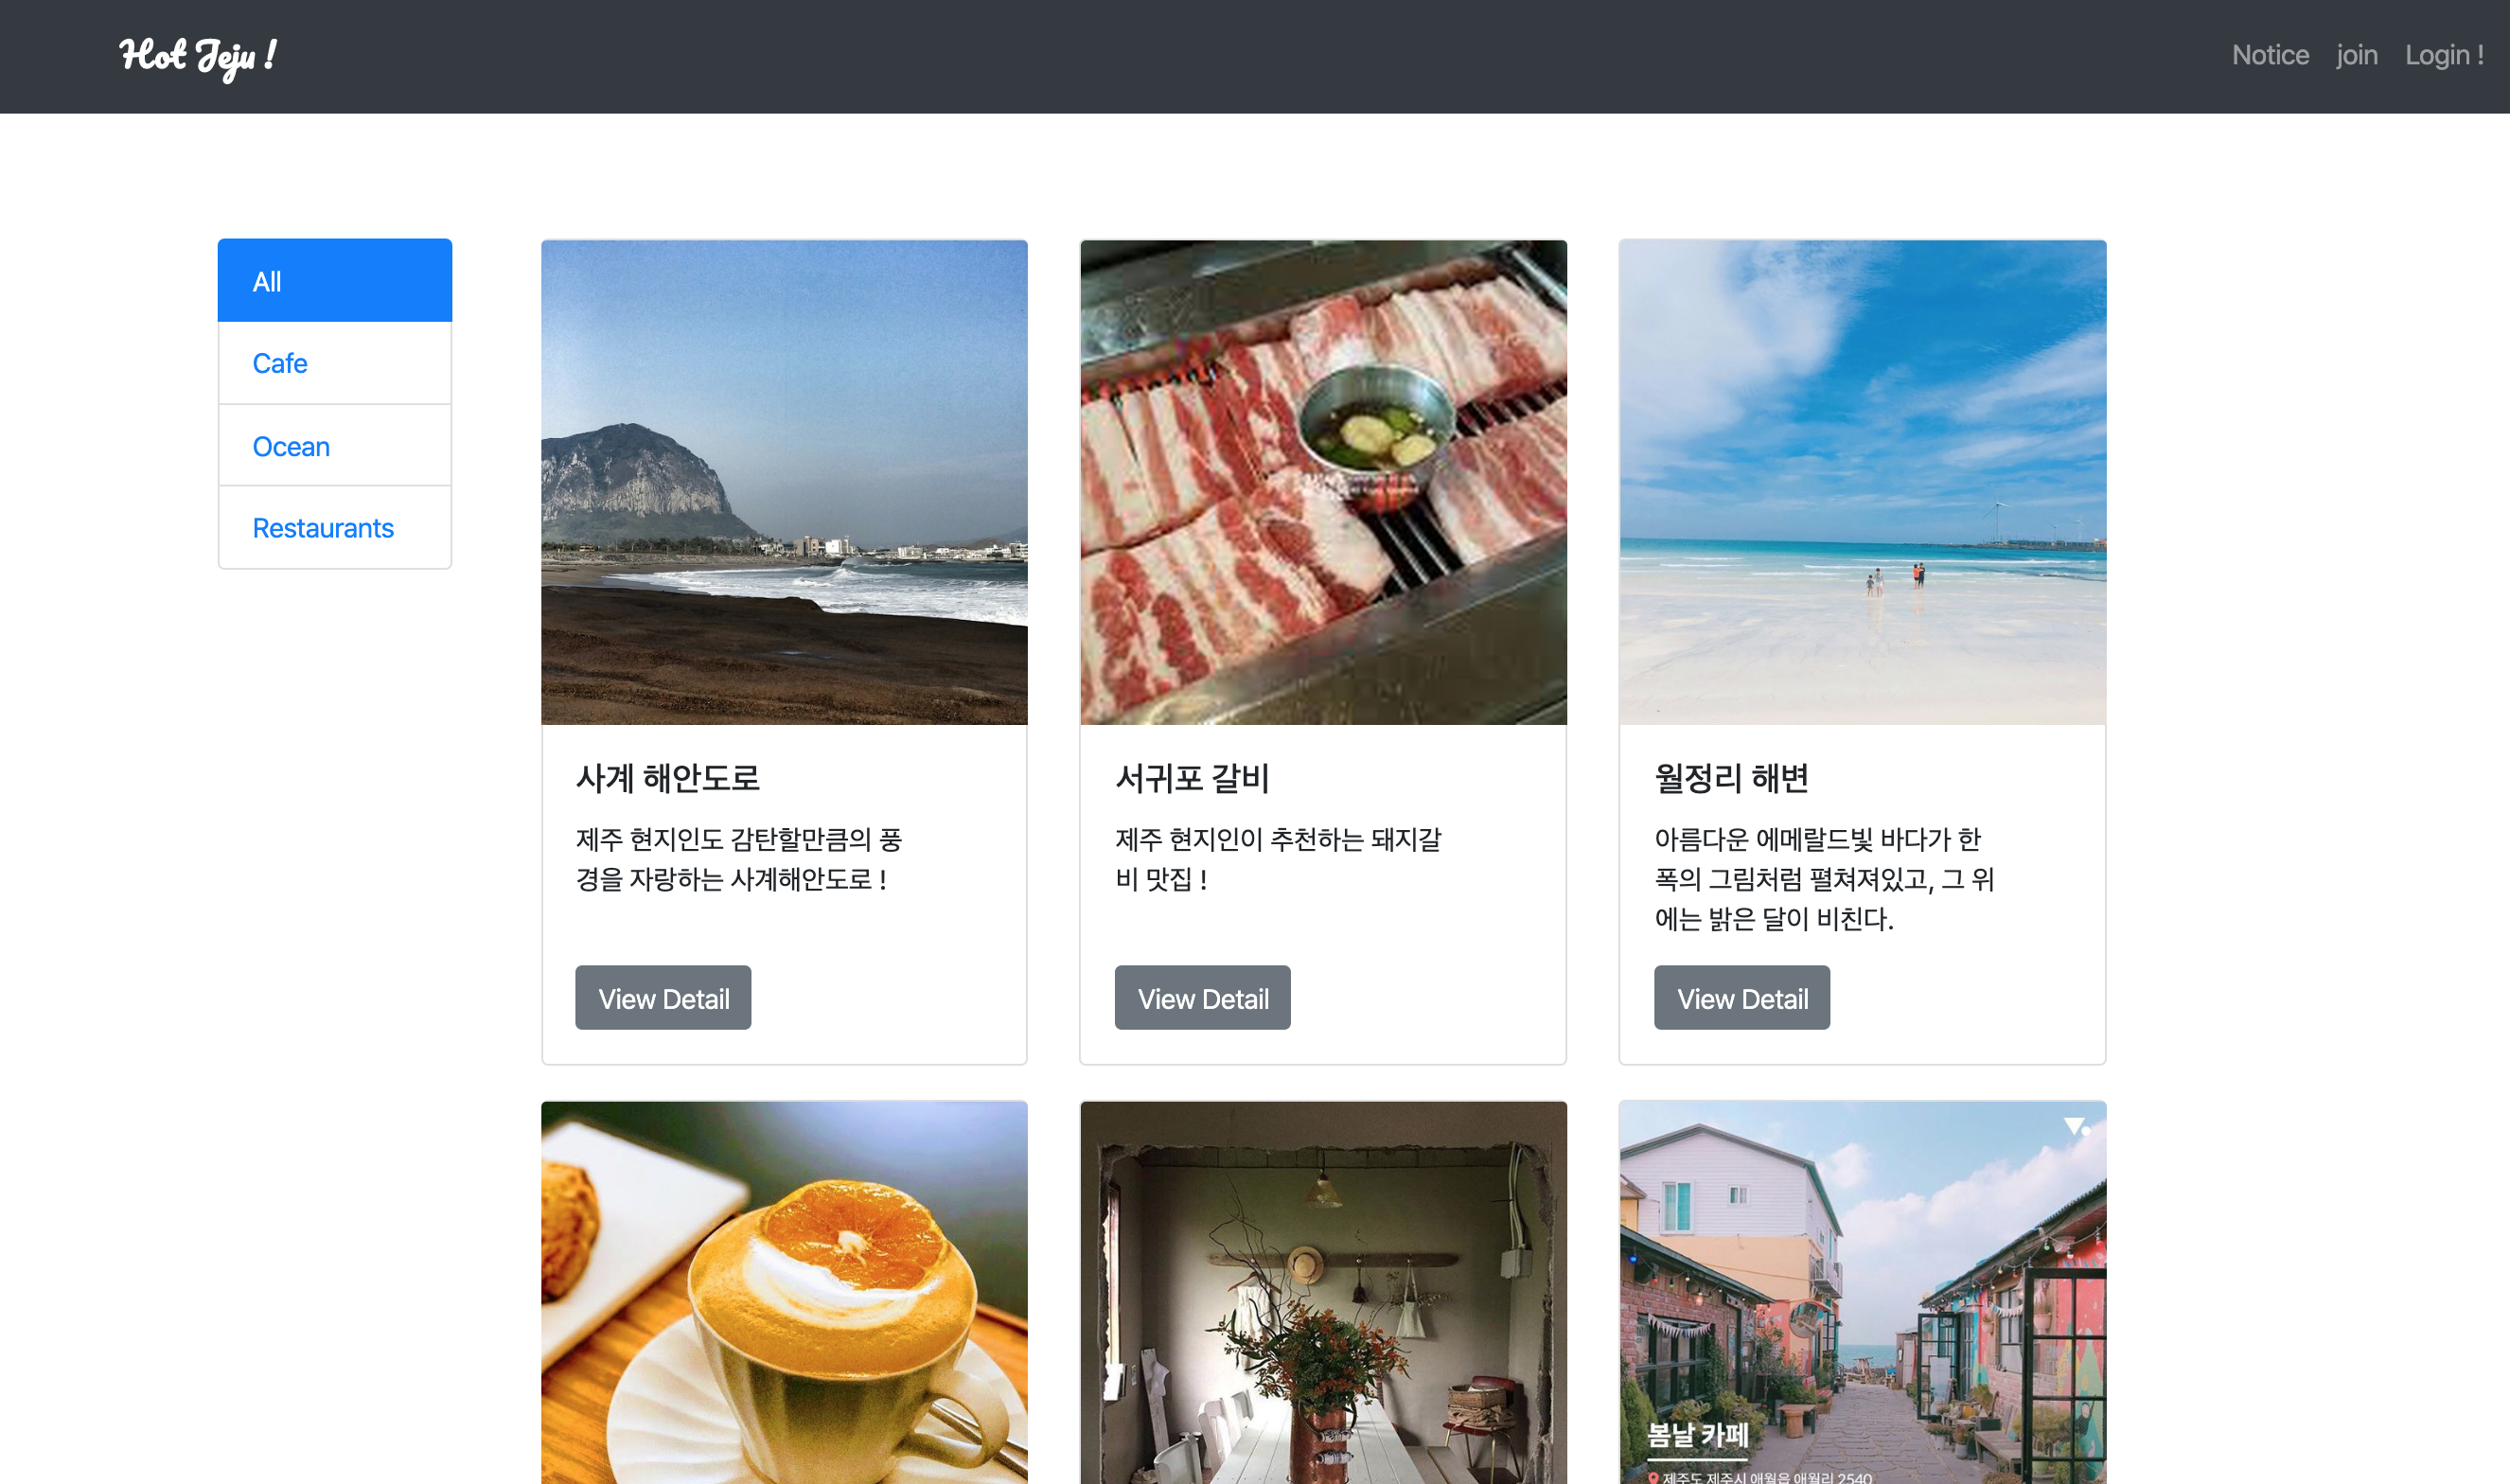 Hot Jeju !
Notice join Login !
All
Cafe
Ocean
Restaurants
사계 해안도로
제주 현지인도 감탄할만큼의 풍
경을 자랑하는 사계해안도로 !
View Detail
서귀포 갈비
제주 현지인이 추천하는 돼지갈
비 맛집 !
View Detail
월정리 해변
아름다운 에메랄드빛 바다가 한
폭의 그림처럼 펼쳐져있고, 그 위
에는 밝은 달이 비친다.
View Detail
봄날 카페
제주도 제주시 애월읍 애월리 2540